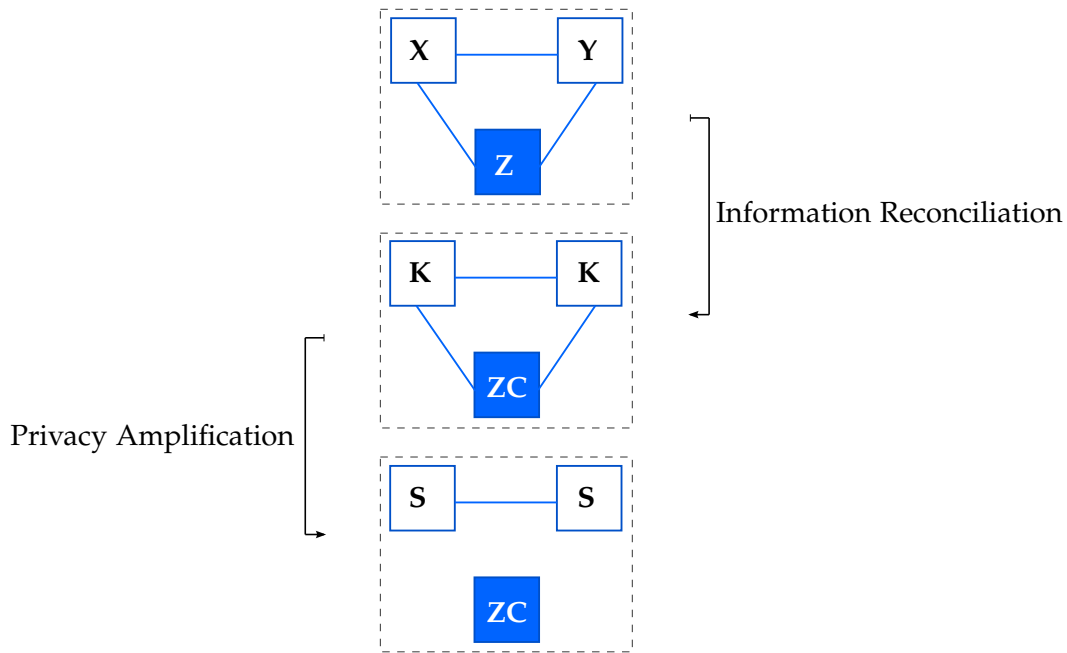 X Y
Z
Information Reconciliation
K K
ZC
Privacy Amplification
S S
ZC